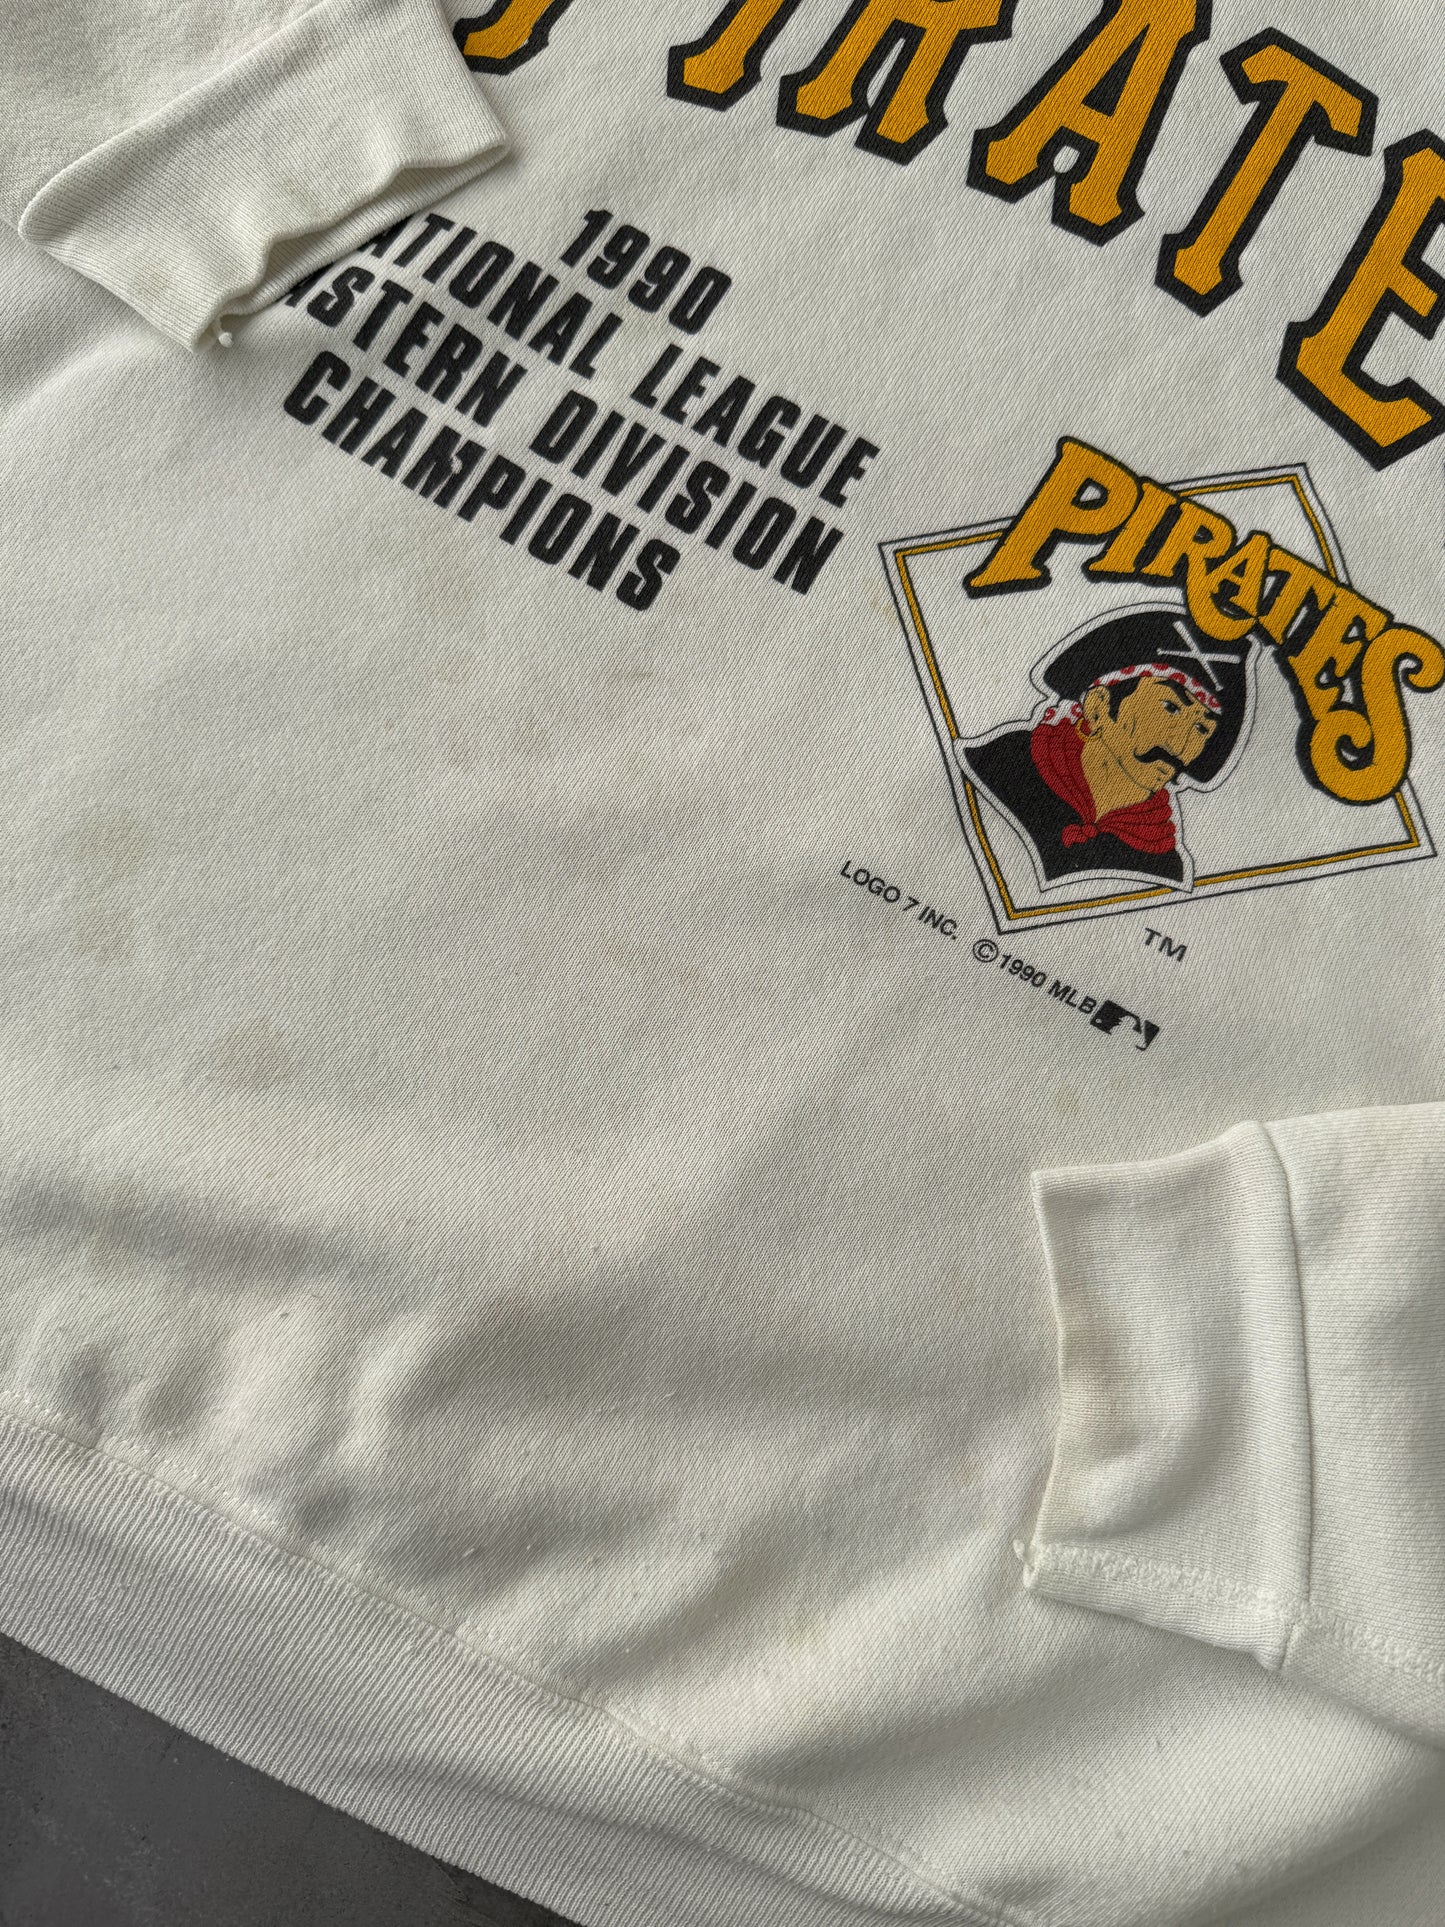 PIRATE
1990
ATIONAL LEAGUE
ASTERN DIVISION
CHAMPIONS
PIRATES
TM
LOGO 7 INC. © 1990 MLB